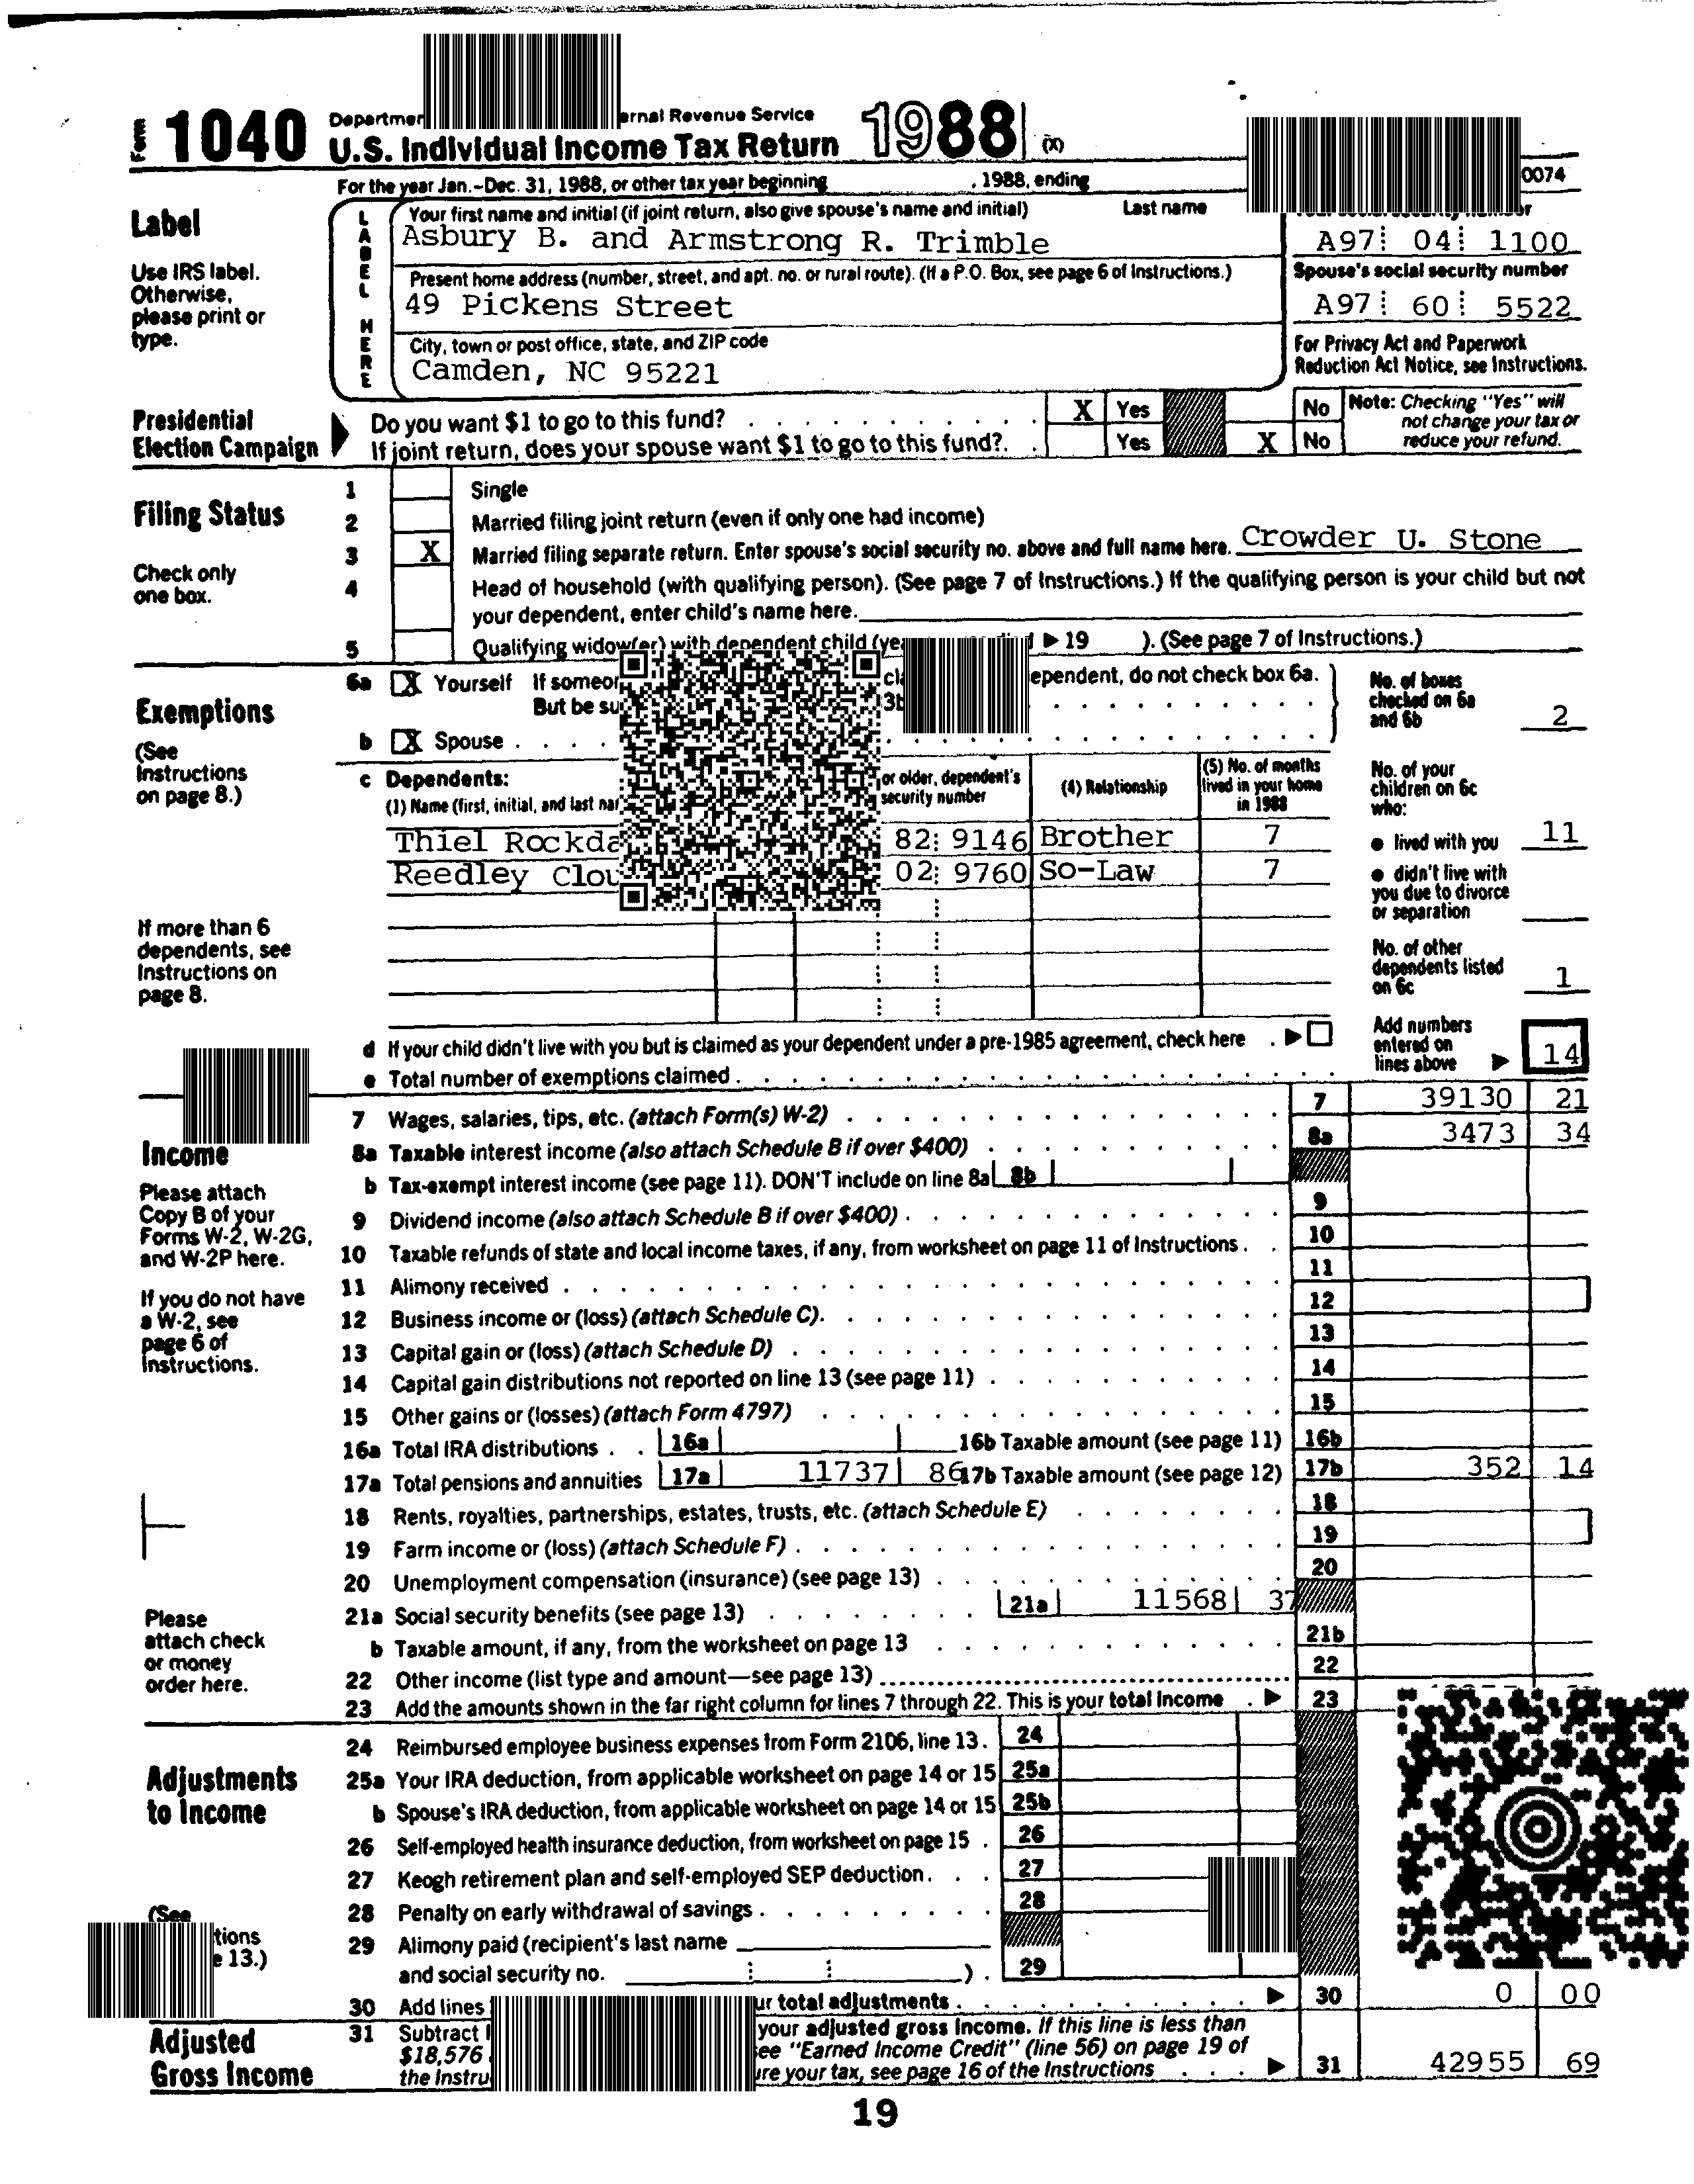 Form 1040 Department ernal Revenue Service
U.S. Individual Income Tax Return 1988 (X)
For the year Jan.-Dec. 31, 1988, or other tax year beginning , 1988, ending 0074
Label
Use IRS label. Otherwise, please print or type.
LABEL HERE
Your first name and initial (if joint return, also give spouse's name and initial) Last name
Asbury B. and Armstrong R. Trimble
A97 04 1100
Present home address (number, street, and apt. no. or rural route). (If a P.O. Box, see page 6 of Instructions.)
Spouse's social security number
49 Pickens Street
A97 60 5522
City, town or post office, state, and ZIP code
Camden, NC 95221
For Privacy Act and Paperwork Reduction Act Notice, see Instructions.
Presidential Election Campaign
Do you want $1 to go to this fund? X Yes No
If joint return, does your spouse want $1 to go to this fund? Yes X No
Note: Checking "Yes" will not change your tax or reduce your refund.
Filing Status
Check only one box.
1 Single
2 Married filing joint return (even if only one had income)
3 X Married filing separate return. Enter spouse's social security no. above and full name here. Crowder U. Stone
4 Head of household (with qualifying person). (See page 7 of Instructions.) If the qualifying person is your child but not
your dependent, enter child's name here.
5 Qualifying widow(er) with dependent child ▶ 19 ). (See page 7 of Instructions.)
Exemptions
(See Instructions on page 8.)
6a X Yourself If ependent, do not check box 6a.
But be
b X Spouse
No. of boxes checked on 6a and 6b 2
c Dependents:
(1) Name (first, initial, and last
or older, dependent's
security number
(4) Relationship
(5) No. of months lived in your home in 1988
Thiel 82 9146 Brother 7
Reedley 02 9760 So-Law 7
No. of your children on 6c who:
● lived with you 11
● didn't live with you due to divorce or separation
No. of other dependents listed on 6c 1
If more than 6 dependents, see Instructions on page 8.
d If your child didn't live with you but is claimed as your dependent under a pre-1985 agreement, check here ▶
e Total number of exemptions claimed
Add numbers entered on lines above ▶ 14
Income
Please attach Copy B of your Forms W-2, W-2G, and W-2P here.
If you do not have a W-2, see page 6 of Instructions.
Please attach check or money order here.
7 Wages, salaries, tips, etc. (attach Form(s) W-2) 7 39130 21
8a Taxable interest income (also attach Schedule B if over $400) 8a 3473 34
b Tax-exempt interest income (see page 11). DON'T include on line 8a 8b
9 Dividend income (also attach Schedule B if over $400) 9
10 Taxable refunds of state and local income taxes, if any, from worksheet on page 11 of Instructions 10
11 Alimony received 11
12 Business income or (loss) (attach Schedule C) 12
13 Capital gain or (loss) (attach Schedule D) 13
14 Capital gain distributions not reported on line 13 (see page 11) 14
15 Other gains or (losses) (attach Form 4797) 15
16a Total IRA distributions 16a 16b Taxable amount (see page 11) 16b
17a Total pensions and annuities 17a 11737 86 17b Taxable amount (see page 12) 17b 352 14
18 Rents, royalties, partnerships, estates, trusts, etc. (attach Schedule E) 18
19 Farm income or (loss) (attach Schedule F) 19
20 Unemployment compensation (insurance) (see page 13) 20
21a Social security benefits (see page 13) 21a 11568 37
b Taxable amount, if any, from the worksheet on page 13 21b
22 Other income (list type and amount—see page 13) 22
23 Add the amounts shown in the far right column for lines 7 through 22. This is your total income ▶ 23
Adjustments to Income
(See
tions
e 13.)
24 Reimbursed employee business expenses from Form 2106, line 13 24
25a Your IRA deduction, from applicable worksheet on page 14 or 15 25a
b Spouse's IRA deduction, from applicable worksheet on page 14 or 15 25b
26 Self-employed health insurance deduction, from worksheet on page 15 26
27 Keogh retirement plan and self-employed SEP deduction 27
28 Penalty on early withdrawal of savings 28
29 Alimony paid (recipient's last name
and social security no. ) 29
30 Add lines ur total adjustments ▶ 30 0 00
Adjusted Gross Income
31 Subtract your adjusted gross income. If this line is less than
$18,576 ee "Earned Income Credit" (line 56) on page 19 of
the Instru ure your tax, see page 16 of the Instructions ▶ 31 42955 69
19